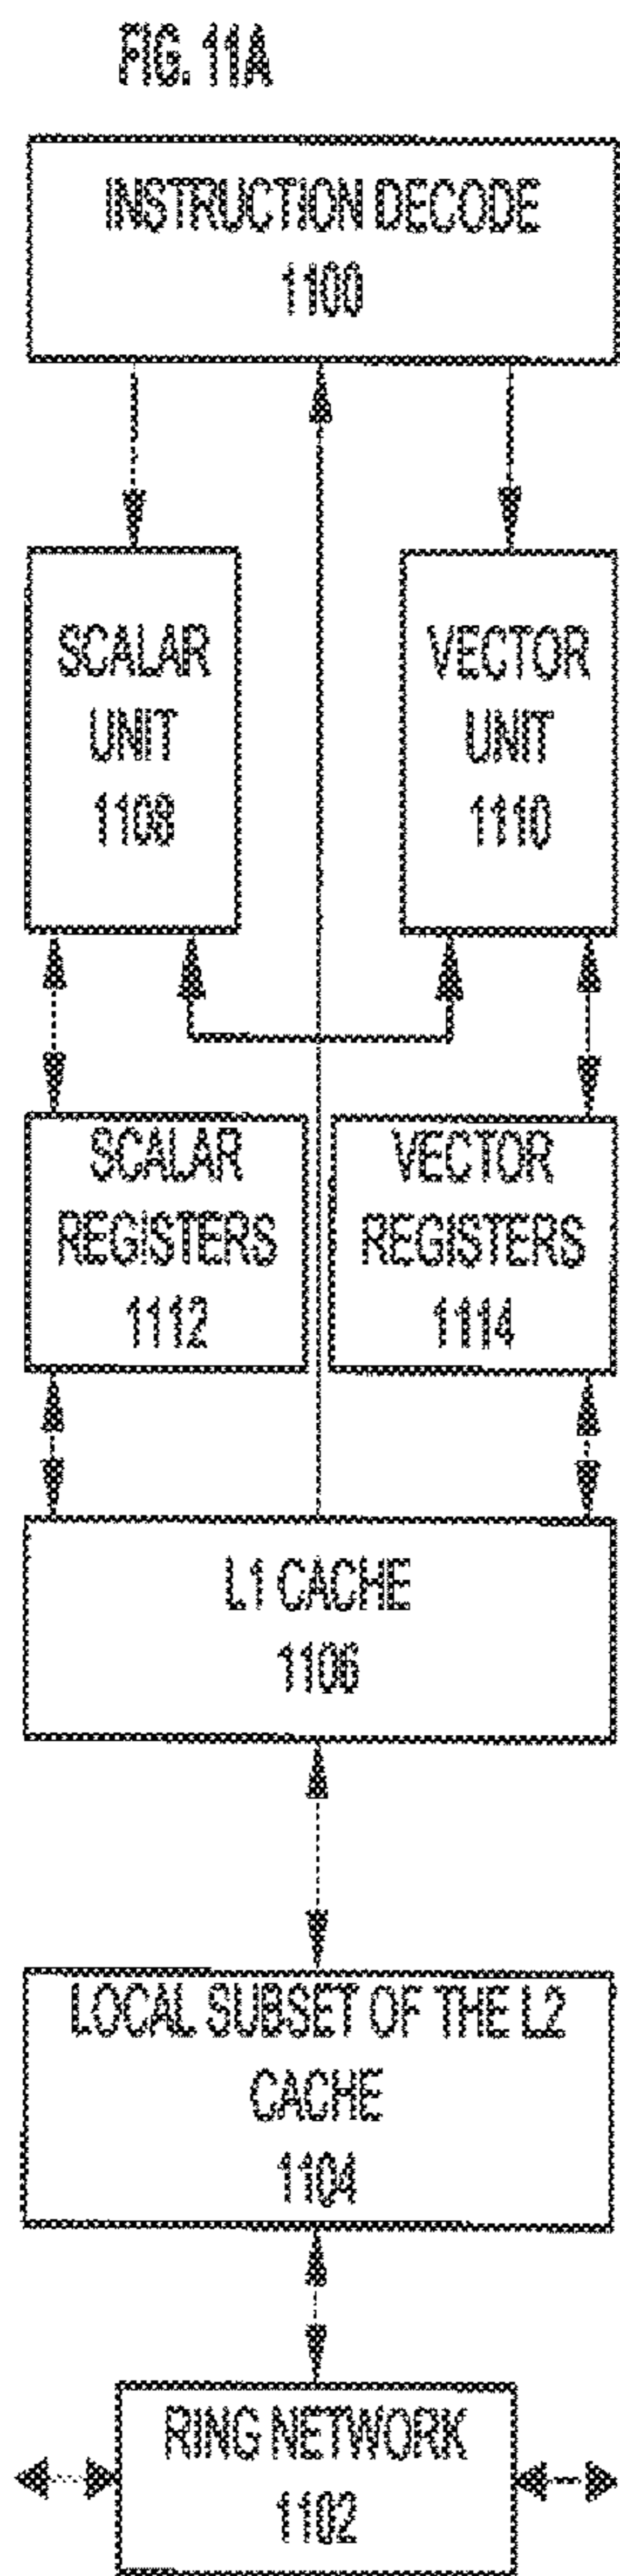 FIG. 11A
INSTRUCTION DECODE
1100
SCALAR
UNIT
1108
VECTOR
UNIT
1110
SCALAR
REGISTERS
1112
VECTOR
REGISTERS
1114
L1 CACHE
1106
LOCAL SUBSET OF THE L2
CACHE
1104
RING NETWORK
1102